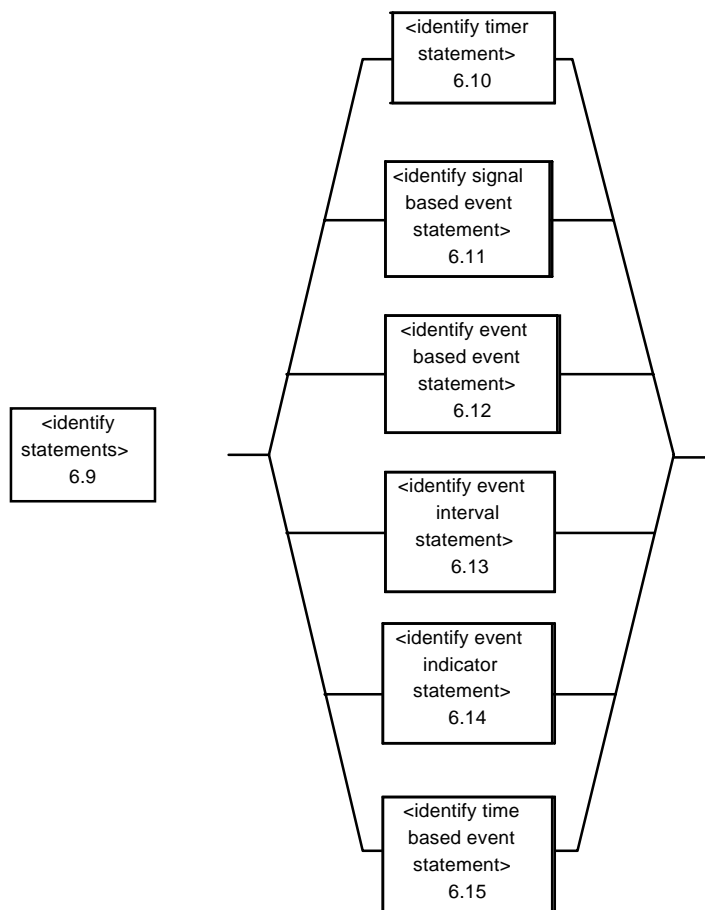 <identify timer
statement>
6.10
<identify signal
based event
statement>
6.11
<identify event
based event
statement>
6.12
<identify
statements>
6.9
<identify event
interval
statement>
6.13
<identify event
indicator
statement>
6.14
<identify time
based event
statement>
6.15